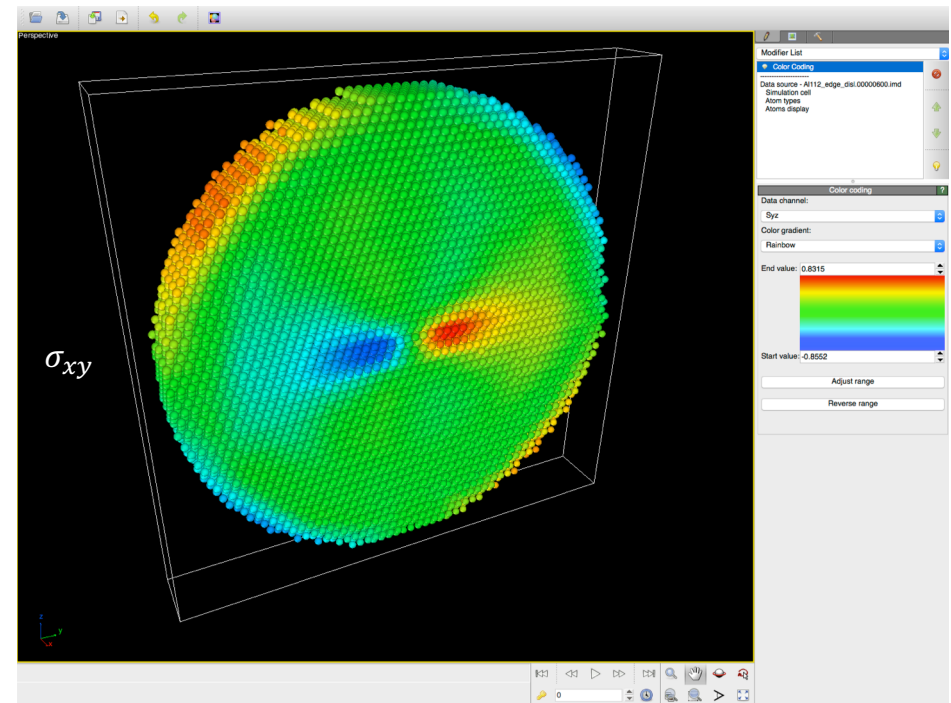 Perspective
Modifier List
Color Coding
Data source - Al112_edge_disl.00000600.imd
Simulation cell
Atom types
Atoms display
Color coding
?
Data channel:
Syz
Color gradient:
Rainbow
End value: 0.8315
Start value: -0.8552
Adjust range
Reverse range
σxy
z
y
x
0